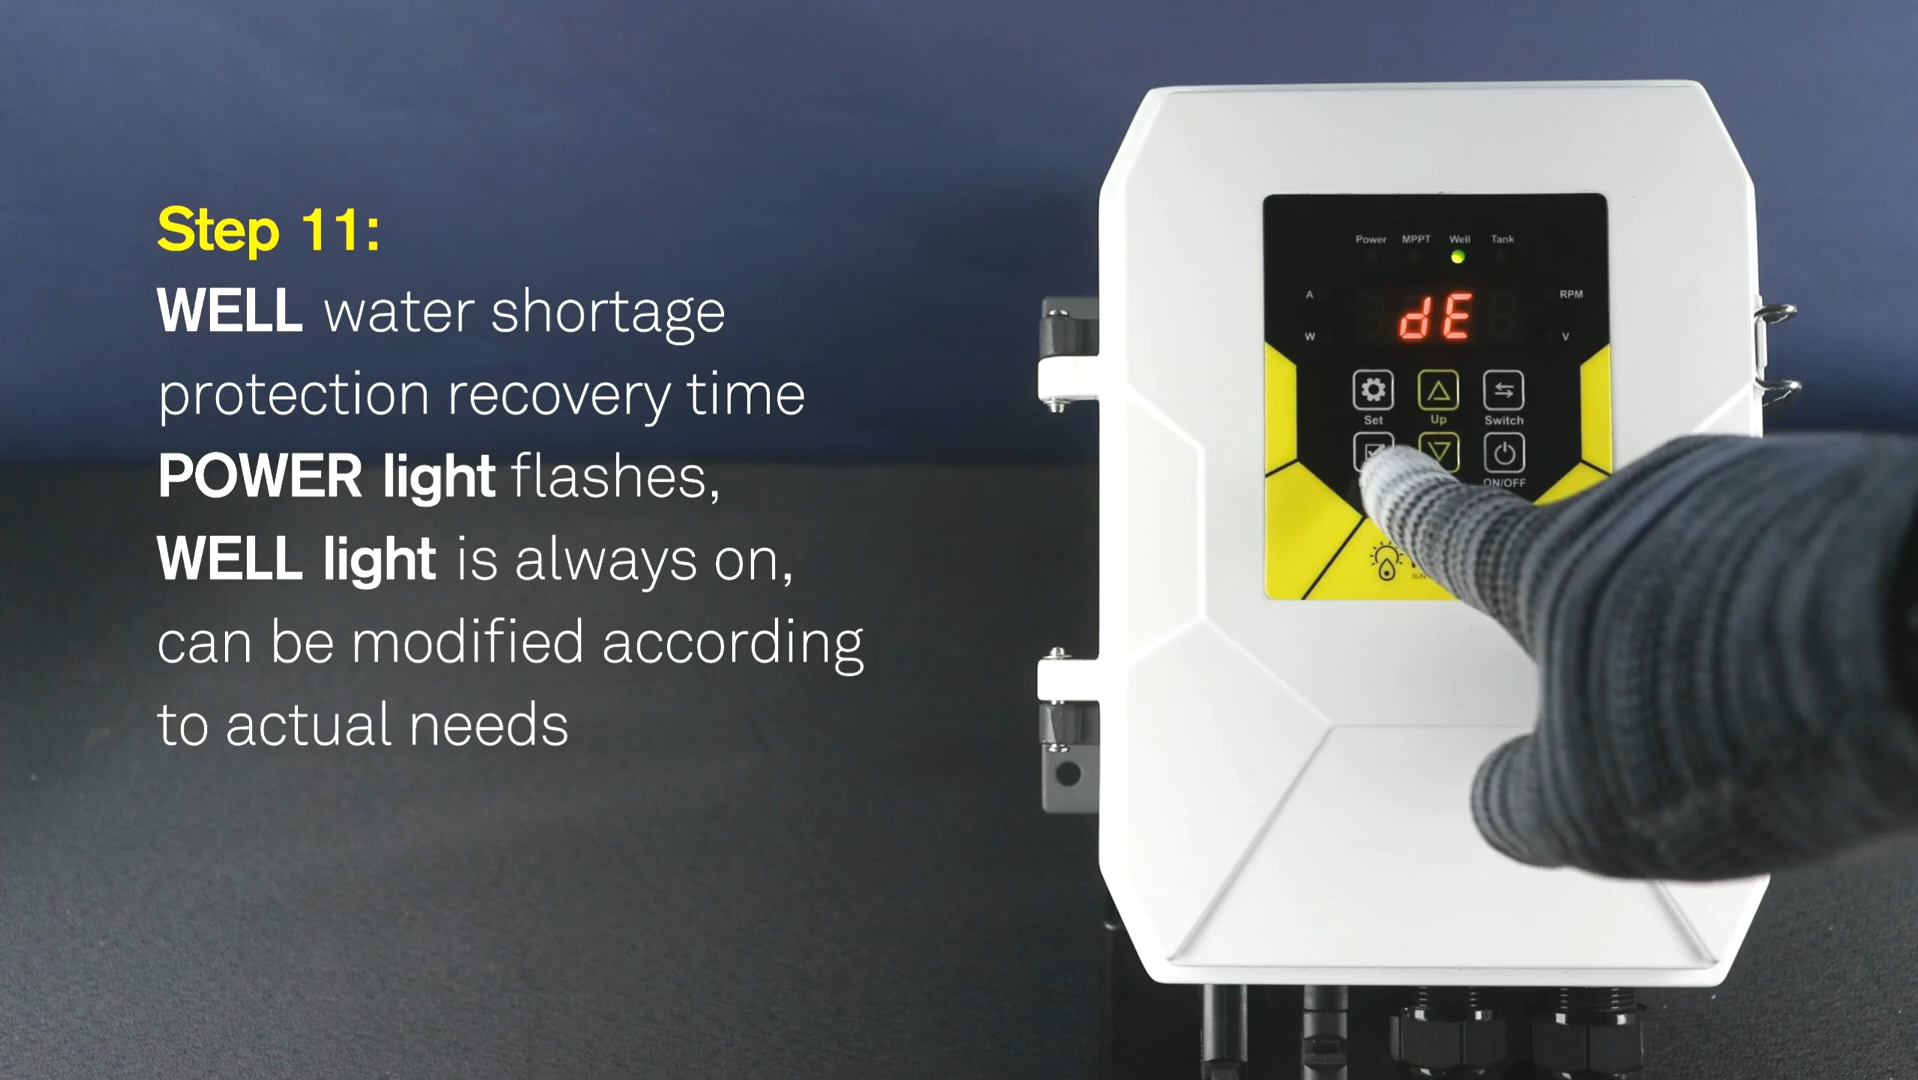 Step 11:
WELL water shortage
protection recovery time
POWER light flashes,
WELL light is always on,
can be modified according
to actual needs
Power MPPT Well Tank
A RPM
dE
W V
Set Up Switch
ON/OFF
SUN